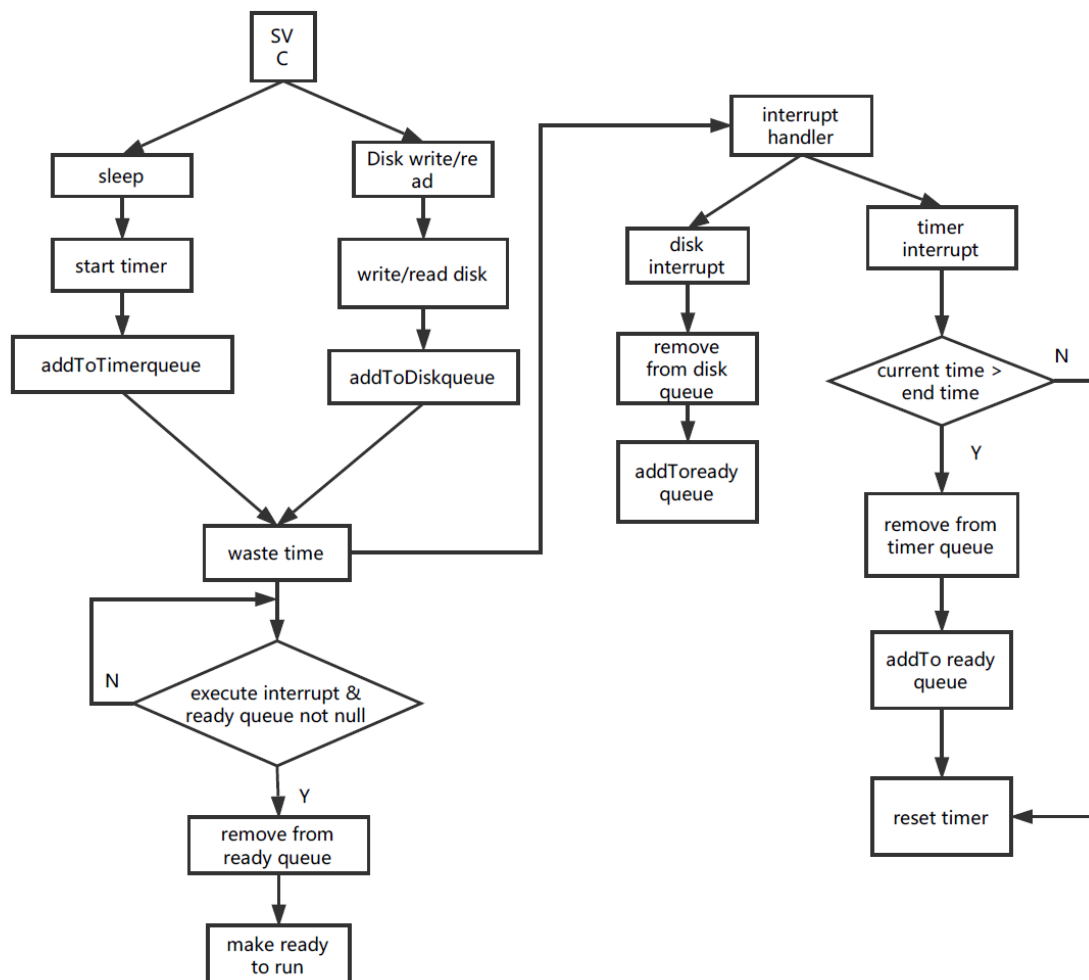 SV
C
sleep
start timer
addToTimerqueue
Disk write/re
ad
write/read disk
addToDiskqueue
waste time
N
execute interrupt &
ready queue not null
Y
remove from
ready queue
make ready
to run
interrupt
handler
disk
interrupt
remove
from disk
queue
addToready
queue
timer
interrupt
current time >
end time
N
Y
remove from
timer queue
addTo ready
queue
reset timer